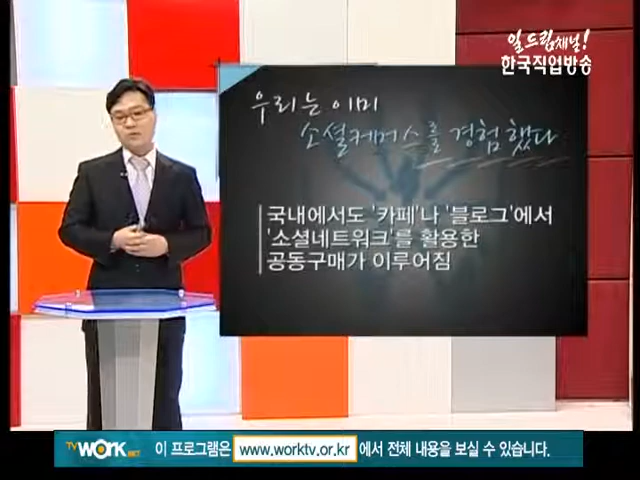 일드림채널!
한국직업방송
우리는 이미
소셜커머스를 경험했다
국내에서도 '카페'나 '블로그'에서
'소셜네트워크'를 활용한
공동구매가 이루어짐
TV WORK NET 이 프로그램은 www.worktv.or.kr 에서 전체 내용을 보실 수 있습니다.